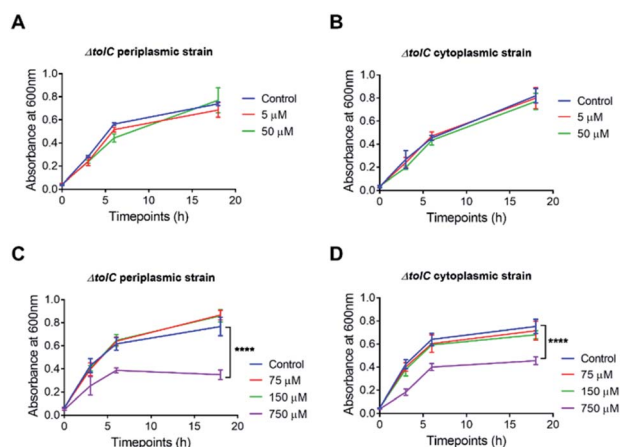 A
ΔtolC periplasmic strain
Absorbance at 600nm
1.0
0.8
0.6
0.4
0.2
0.0
0 5 10 15 20
Timepoints (h)
Control
5 μM
50 μM
B
ΔtolC cytoplasmic strain
Absorbance at 600nm
1.0
0.8
0.6
0.4
0.2
0.0
0 5 10 15 20
Timepoints (h)
Control
5 μM
50 μM
C
ΔtolC periplasmic strain
Absorbance at 600nm
1.0
0.8
0.6
0.4
0.2
0.0
0 5 10 15 20
Timepoints (h)
****
Control
75 μM
150 μM
750 μM
D
ΔtolC cytoplasmic strain
Absorbance at 600nm
1.0
0.8
0.6
0.4
0.2
0.0
0 5 10 15 20
Timepoints (h)
****
Control
75 μM
150 μM
750 μM